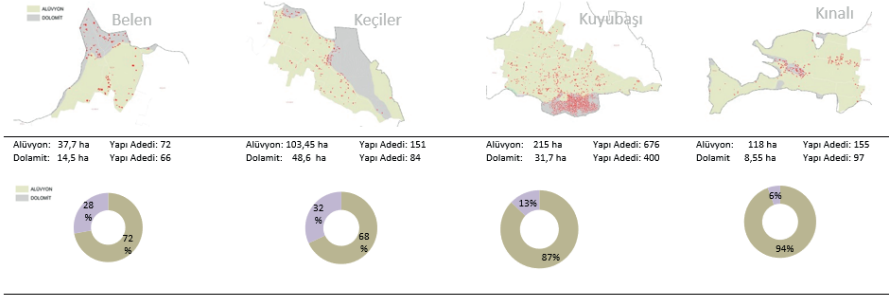 ALÜVYON
DOLOMİT
Belen
Keçiler
Kuyubaşı
Kınalı
Alüvyon: 37,7 ha Yapı Adedi: 72
Dolamit: 14,5 ha Yapı Adedi: 66
Alüvyon: 103,45 ha Yapı Adedi: 151
Dolamit: 48,6 ha Yapı Adedi: 84
Alüvyon: 215 ha Yapı Adedi: 676
Dolamit: 31,7 ha Yapı Adedi: 400
Alüvyon: 118 ha Yapı Adedi: 155
Dolamit 8,55 ha Yapı Adedi: 97
ALÜVYON
DOLOMİT
28
%
72
%
32
%
68
%
13%
87%
6%
94%